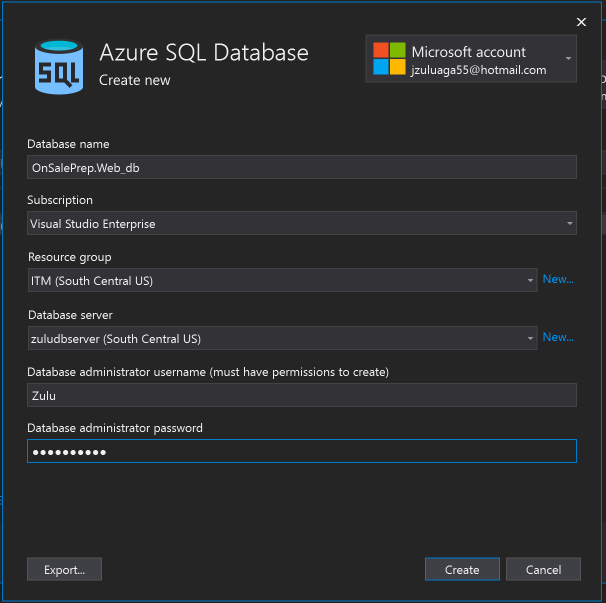 Azure SQL Database
Create new
Microsoft account
jzuluaga55@hotmail.com
SQL
Database name
OnSalePrep.Web_db
Subscription
Visual Studio Enterprise
Resource group
ITM (South Central US)
New...
Database server
zuludbserver (South Central US)
New...
Database administrator username (must have permissions to create)
Zulu
Database administrator password
●●●●●●●●●●
Export...
Create
Cancel